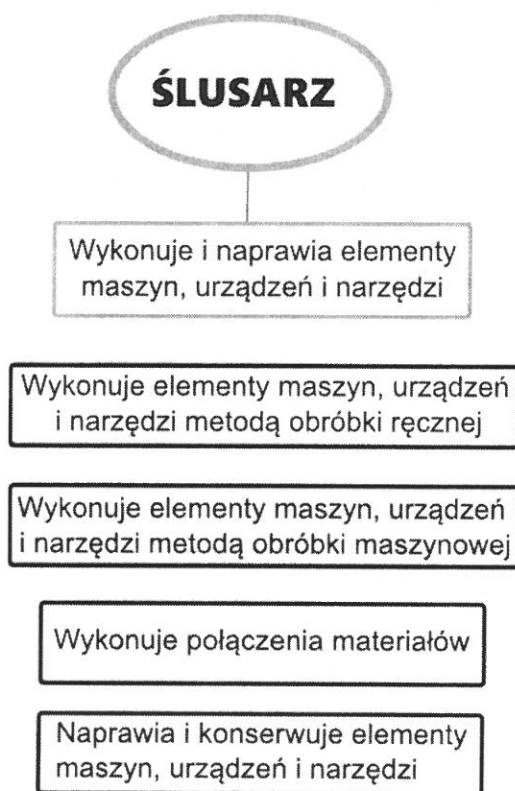 ŚLUSARZ
Wykonuje i naprawia elementy
maszyn, urządzeń i narzędzi
Wykonuje elementy maszyn, urządzeń
i narzędzi metodą obróbki ręcznej
Wykonuje elementy maszyn, urządzeń
i narzędzi metodą obróbki maszynowej
Wykonuje połączenia materiałów
Naprawia i konserwuje elementy
maszyn, urządzeń i narzędzi